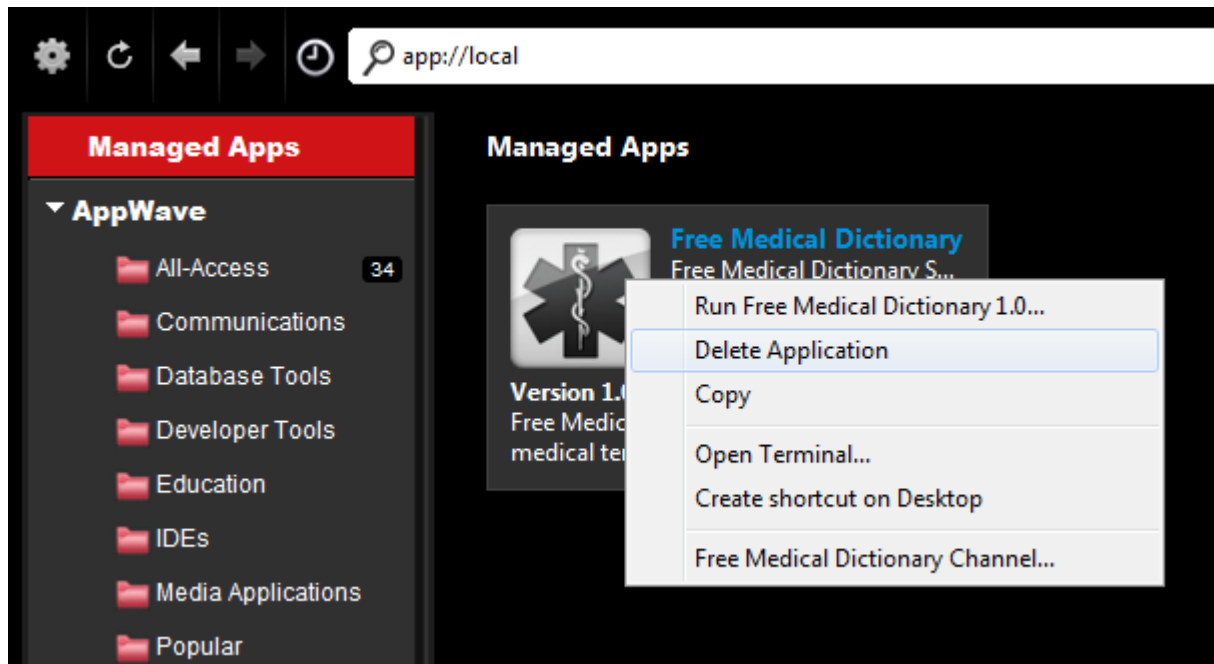 app://local
Managed Apps
AppWave
All-Access 34
Communications
Database Tools
Developer Tools
Education
IDEs
Media Applications
Popular
Managed Apps
Free Medical Dictionary
Free Medical Dictionary S...
Version 1.
Free Medic
medical
Run Free Medical Dictionary 1.0...
Delete Application
Copy
Open Terminal...
Create shortcut on Desktop
Free Medical Dictionary Channel...